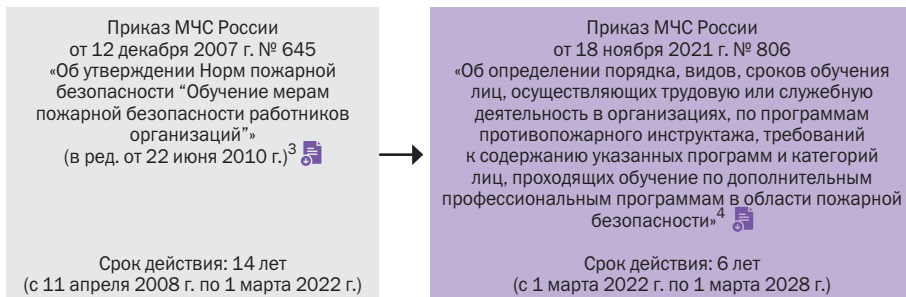 Приказ МЧС России
от 12 декабря 2007 г. № 645
«Об утверждении Норм пожарной
безопасности “Обучение мерам
пожарной безопасности работников
организаций”»
(в ред. от 22 июня 2010 г.)3
Срок действия: 14 лет
(с 11 апреля 2008 г. по 1 марта 2022 г.)
Приказ МЧС России
от 18 ноября 2021 г. № 806
«Об определении порядка, видов, сроков обучения
лиц, осуществляющих трудовую или служебную
деятельность в организациях, по программам
противопожарного инструктажа, требований
к содержанию указанных программ и категорий
лиц, проходящих обучение по дополнительным
профессиональным программам в области пожарной
безопасности»4
Срок действия: 6 лет
(с 1 марта 2022 г. по 1 марта 2028 г.)